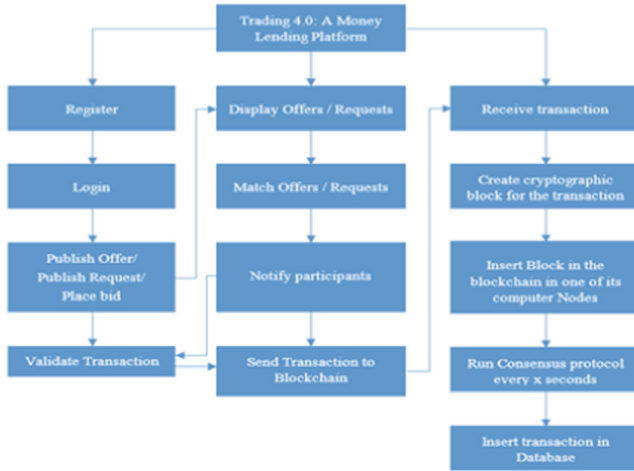 Trading 4.0: A Money
Lending Platform
Register
Display Offers / Requests
Receive transaction
Login
Match Offers / Requests
Create cryptographic
block for the transaction
Publish Offer/
Publish Request/
Place bid
Notify participants
Insert Block in the
blockchain in one of its
computer Nodes
Validate Transaction
Send Transaction to
Blockchain
Run Consensus protocol
every x seconds
Insert transaction in
Database